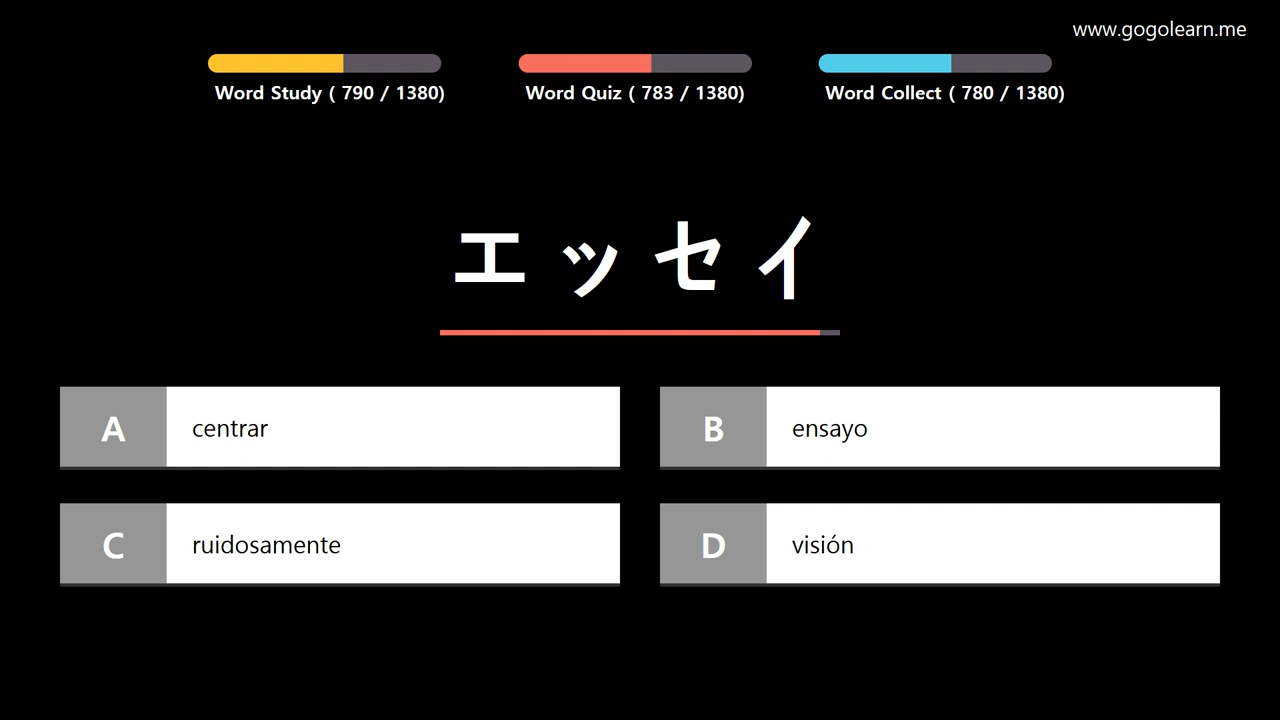 www.gogolearn.me
Word Study ( 790 / 1380)
Word Quiz ( 783 / 1380)
Word Collect ( 780 / 1380)
エッセイ
A centrar
B ensayo
C ruidosamente
D visión